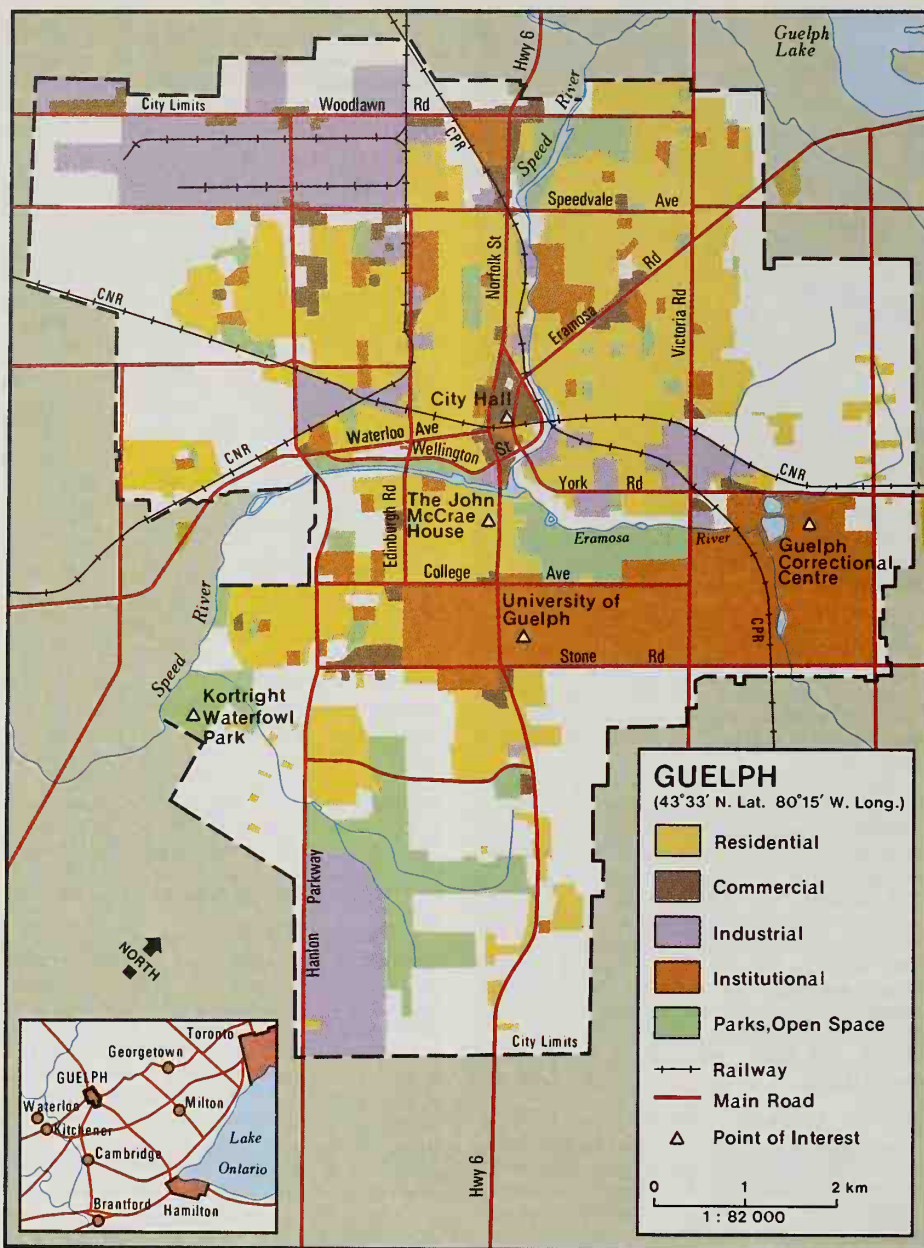 Guelph
Lake
Hwy 6
Speed
River
City Limits
Woodlawn
Rd
CPR
Speedvale
Ave
Norfolk St
Eramosa
Rd
Victoria Rd
CNR
City Hall
Waterloo Ave
Wellington
St
CNR
CNR
York
Rd
Edinburgh Rd
The John
McCrae
House
Eramosa
River
Guelph
Correctional
Centre
College
Ave
University of
Guelph
CPR
Stone
Rd
Speed
River
Kortright
Waterfowl
Park
Hanlon
Parkway
NORTH
City Limits
Hwy 6
GUELPH
(43°33′ N. Lat. 80°15′ W. Long.)
Residential
Commercial
Industrial
Institutional
Parks,Open Space
Railway
Main Road
Point of Interest
0 1 2 km
1 : 82 000
Toronto
Georgetown
GUELPH
Waterloo
Milton
Kitchener
Cambridge
Lake
Ontario
Brantford
Hamilton